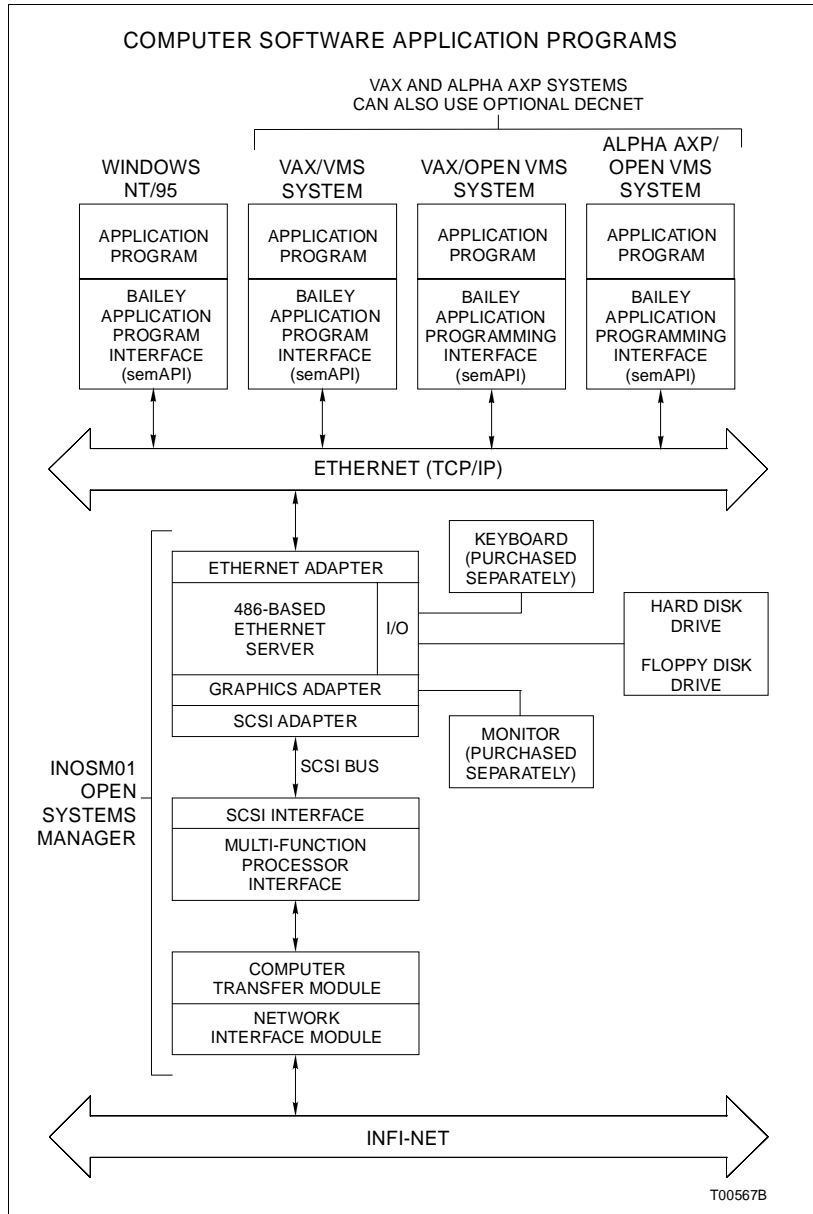 COMPUTER SOFTWARE APPLICATION PROGRAMS
VAX AND ALPHA AXP SYSTEMS
CAN ALSO USE OPTIONAL DECNET
WINDOWS
NT/95
VAX/VMS
SYSTEM
VAX/OPEN VMS
SYSTEM
ALPHA AXP/
OPEN VMS
SYSTEM
APPLICATION
PROGRAM
APPLICATION
PROGRAM
APPLICATION
PROGRAM
APPLICATION
PROGRAM
BAILEY
APPLICATION
PROGRAM
INTERFACE
(semAPI)
BAILEY
APPLICATION
PROGRAM
INTERFACE
(semAPI)
BAILEY
APPLICATION
PROGRAMMING
INTERFACE
(semAPI)
BAILEY
APPLICATION
PROGRAMMING
INTERFACE
(semAPI)
ETHERNET (TCP/IP)
ETHERNET ADAPTER
486-BASED
ETHERNET
SERVER
I/O
GRAPHICS ADAPTER
SCSI ADAPTER
KEYBOARD
(PURCHASED
SEPARATELY)
HARD DISK
DRIVE
FLOPPY DISK
DRIVE
MONITOR
(PURCHASED
SEPARATELY)
SCSI BUS
INOSM01
OPEN
SYSTEMS
MANAGER
SCSI INTERFACE
MULTI-FUNCTION
PROCESSOR
INTERFACE
COMPUTER
TRANSFER MODULE
NETWORK
INTERFACE MODULE
INFI-NET
T00567B